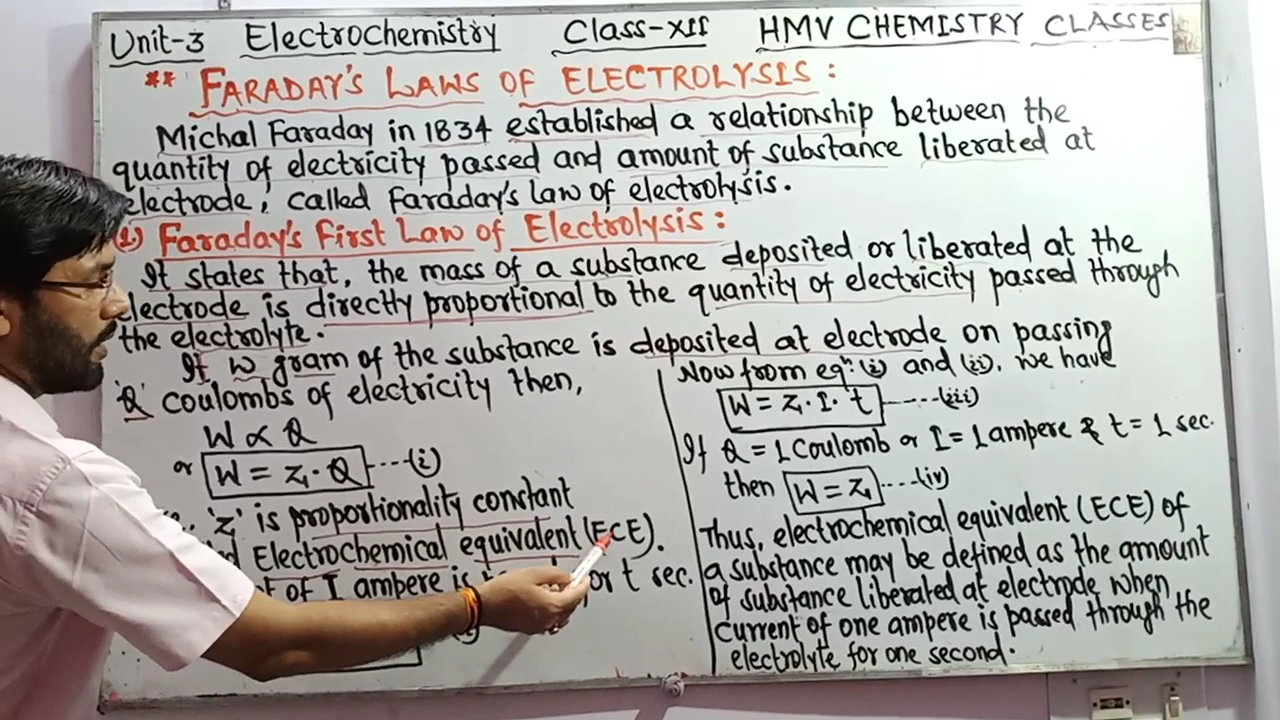 Unit-3 Electrochemistry Class-XII HMV CHEMISTRY CLASSES
** FARADAY'S LAWS OF ELECTROLYSIS :
Michal Faraday in 1834 established a relationship between the
quantity of electricity passed and amount of substance liberated at
electrode, called Faraday's law of electrolysis.
(1) Faraday's First Law of Electrolysis :
It states that, the mass of a substance deposited or liberated at the
electrode is directly proportional to the quantity of electricity passed through
the electrolyte.
If W gram of the substance is deposited at electrode on passing
'Q' coulombs of electricity then,
W ∝ Q
or W = Z·Q ----(i)
'Z' is proportionality constant
Electrochemical equivalent (ECE).
of I ampere is for t sec.
Now from eqn (i) and (ii), we have
W = Z·I·t ----(iii)
If Q = 1 Coulomb or I = 1 ampere & t = 1 sec.
then W = Z ----(iv)
Thus, electrochemical equivalent (ECE) of
a substance may be defined as the amount
of substance liberated at electrode when
current of one ampere is passed through the
electrolyte for one second.